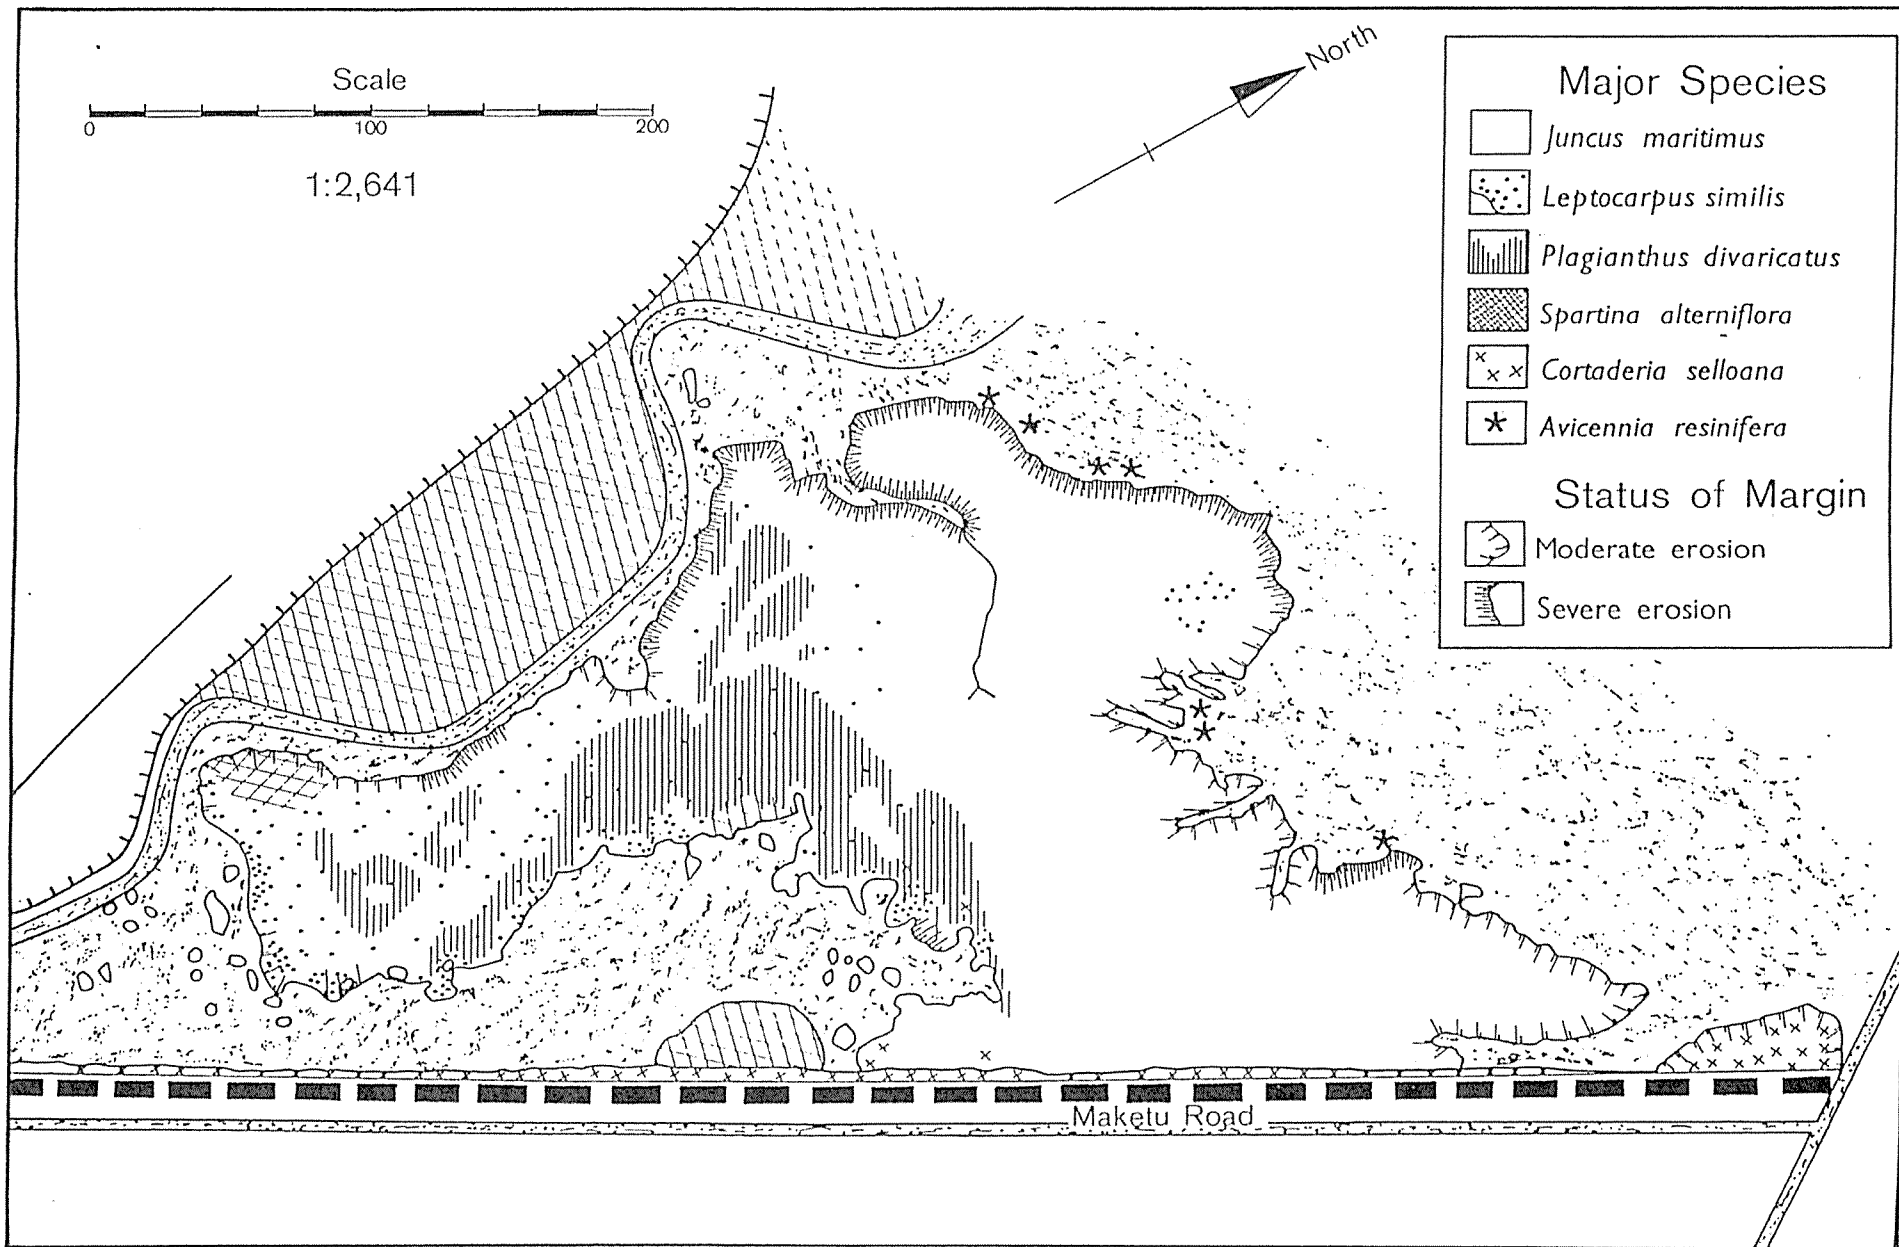 Scale
0 100 200
1:2,641
North
Major Species
Juncus maritimus
Leptocarpus similis
Plagianthus divaricatus
Spartina alterniflora
Cortaderia selloana
Avicennia resinifera
Status of Margin
Moderate erosion
Severe erosion
Maketu Road